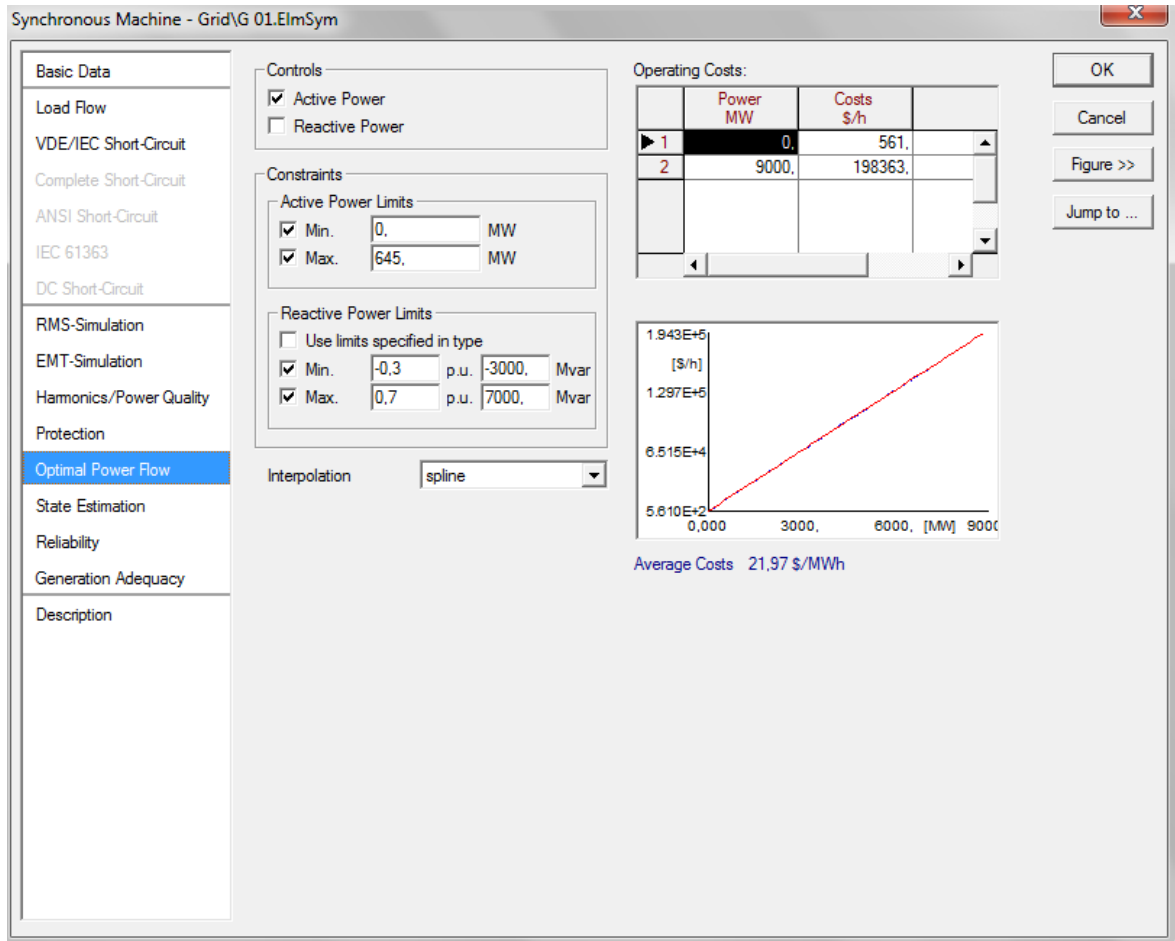 Synchronous Machine - Grid\G 01.ElmSym
Basic Data
Load Flow
VDE/IEC Short-Circuit
Complete Short-Circuit
ANSI Short-Circuit
IEC 61363
DC Short-Circuit
RMS-Simulation
EMT-Simulation
Harmonics/Power Quality
Protection
Optimal Power Flow
State Estimation
Reliability
Generation Adequacy
Description
Controls
Active Power
Reactive Power
Constraints
Active Power Limits
Min. 0, MW
Max. 645, MW
Reactive Power Limits
Use limits specified in type
Min. -0,3 p.u. -3000, Mvar
Max. 0,7 p.u. 7000, Mvar
Interpolation spline
Operating Costs:
Power Costs
MW $/h
1 0, 561,
2 9000, 198363,
1.943E+5
[$/h]
1.297E+5
6.515E+4
5.610E+2
0,000 3000, 6000, [MW] 9000
Average Costs 21,97 $/MWh
OK
Cancel
Figure >>
Jump to ...